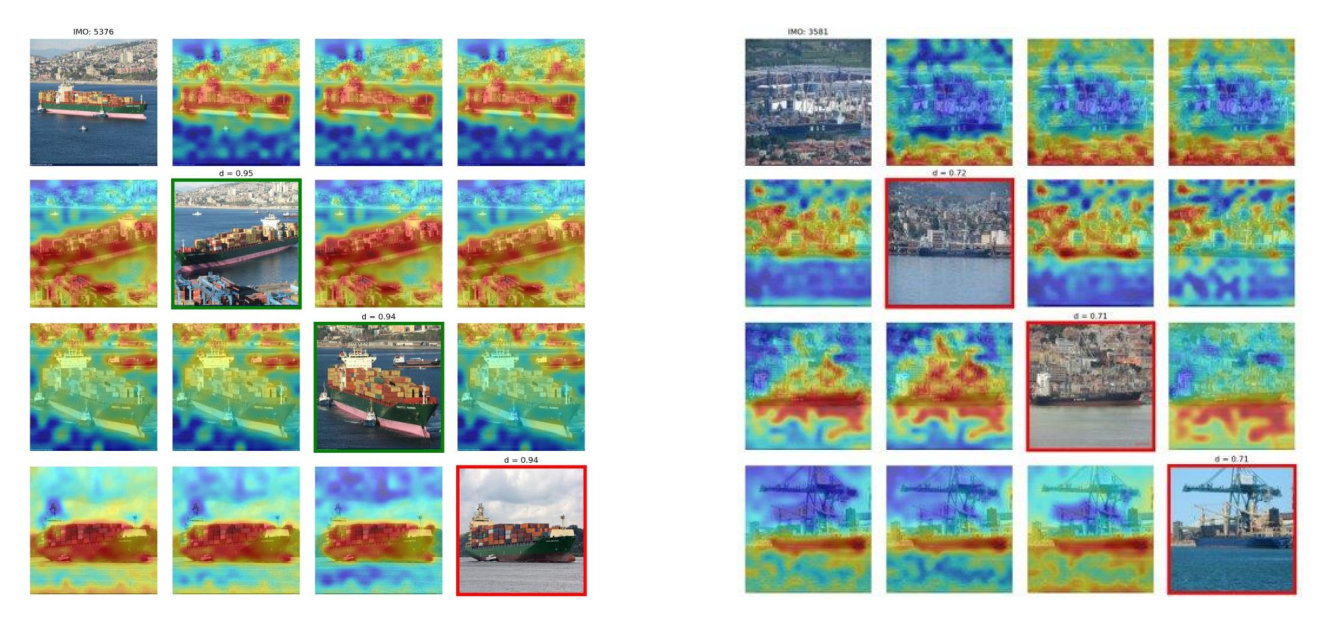 IMO: 5376
d = 0.95
d = 0.94
d = 0.94
IMO: 3581
d = 0.72
d = 0.71
d = 0.71